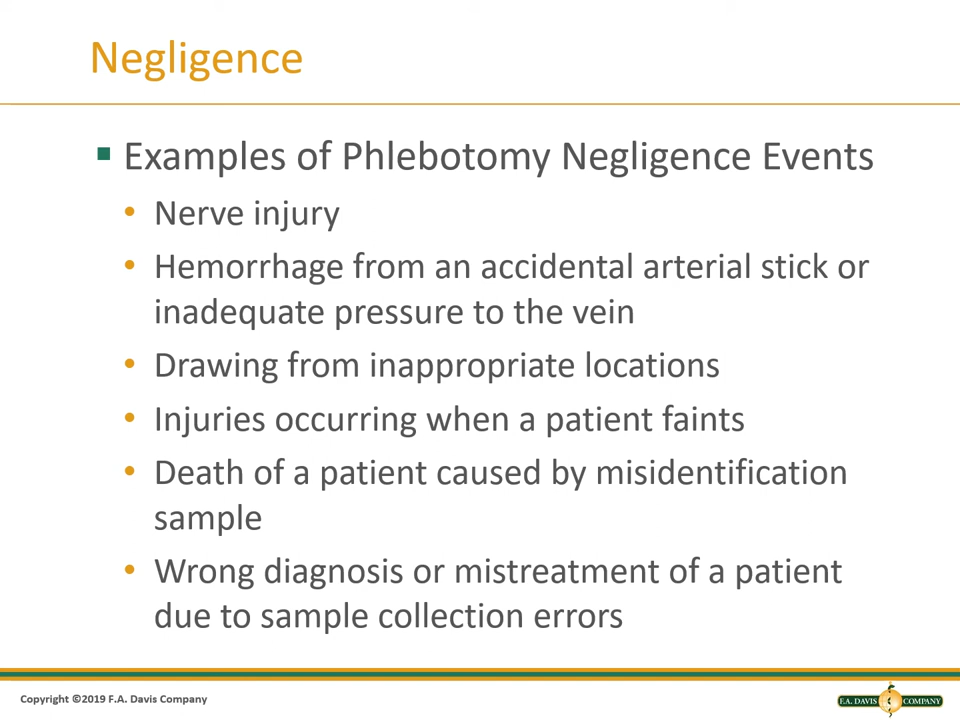 Negligence
Examples of Phlebotomy Negligence Events
• Nerve injury
• Hemorrhage from an accidental arterial stick or
inadequate pressure to the vein
• Drawing from inappropriate locations
• Injuries occurring when a patient faints
• Death of a patient caused by misidentification
sample
• Wrong diagnosis or mistreatment of a patient
due to sample collection errors
Copyright ©2019 F.A. Davis Company
F.A. DAVIS COMPANY